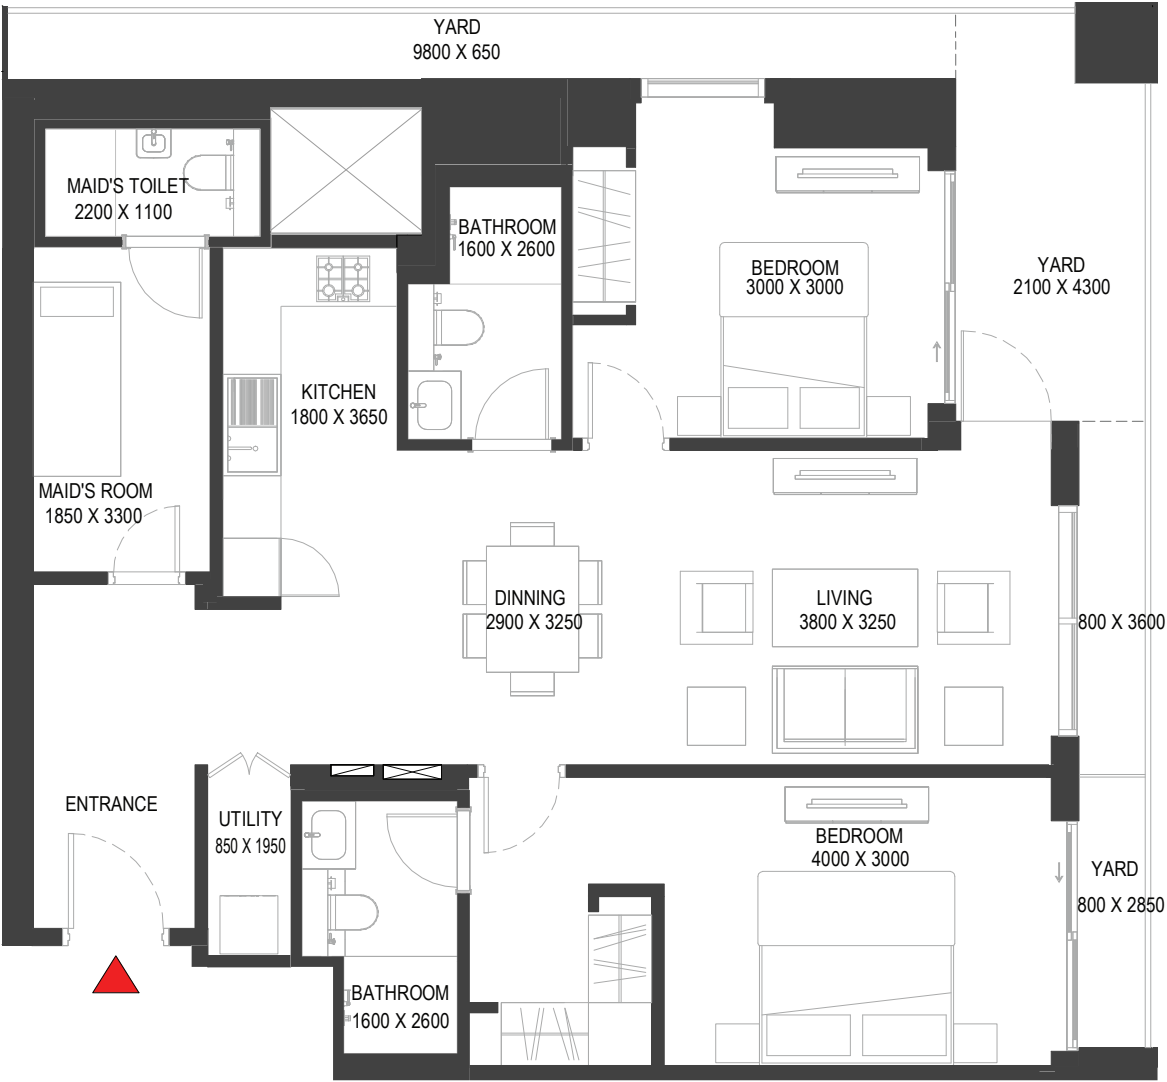 YARD
9800 X 650
MAID'S TOILET
2200 X 1100
BATHROOM
1600 X 2600
BEDROOM
3000 X 3000
YARD
2100 X 4300
KITCHEN
1800 X 3650
MAID'S ROOM
1850 X 3300
DINNING
2900 X 3250
LIVING
3800 X 3250
800 X 3600
ENTRANCE
UTILITY
850 X 1950
BEDROOM
4000 X 3000
YARD
800 X 2850
BATHROOM
1600 X 2600